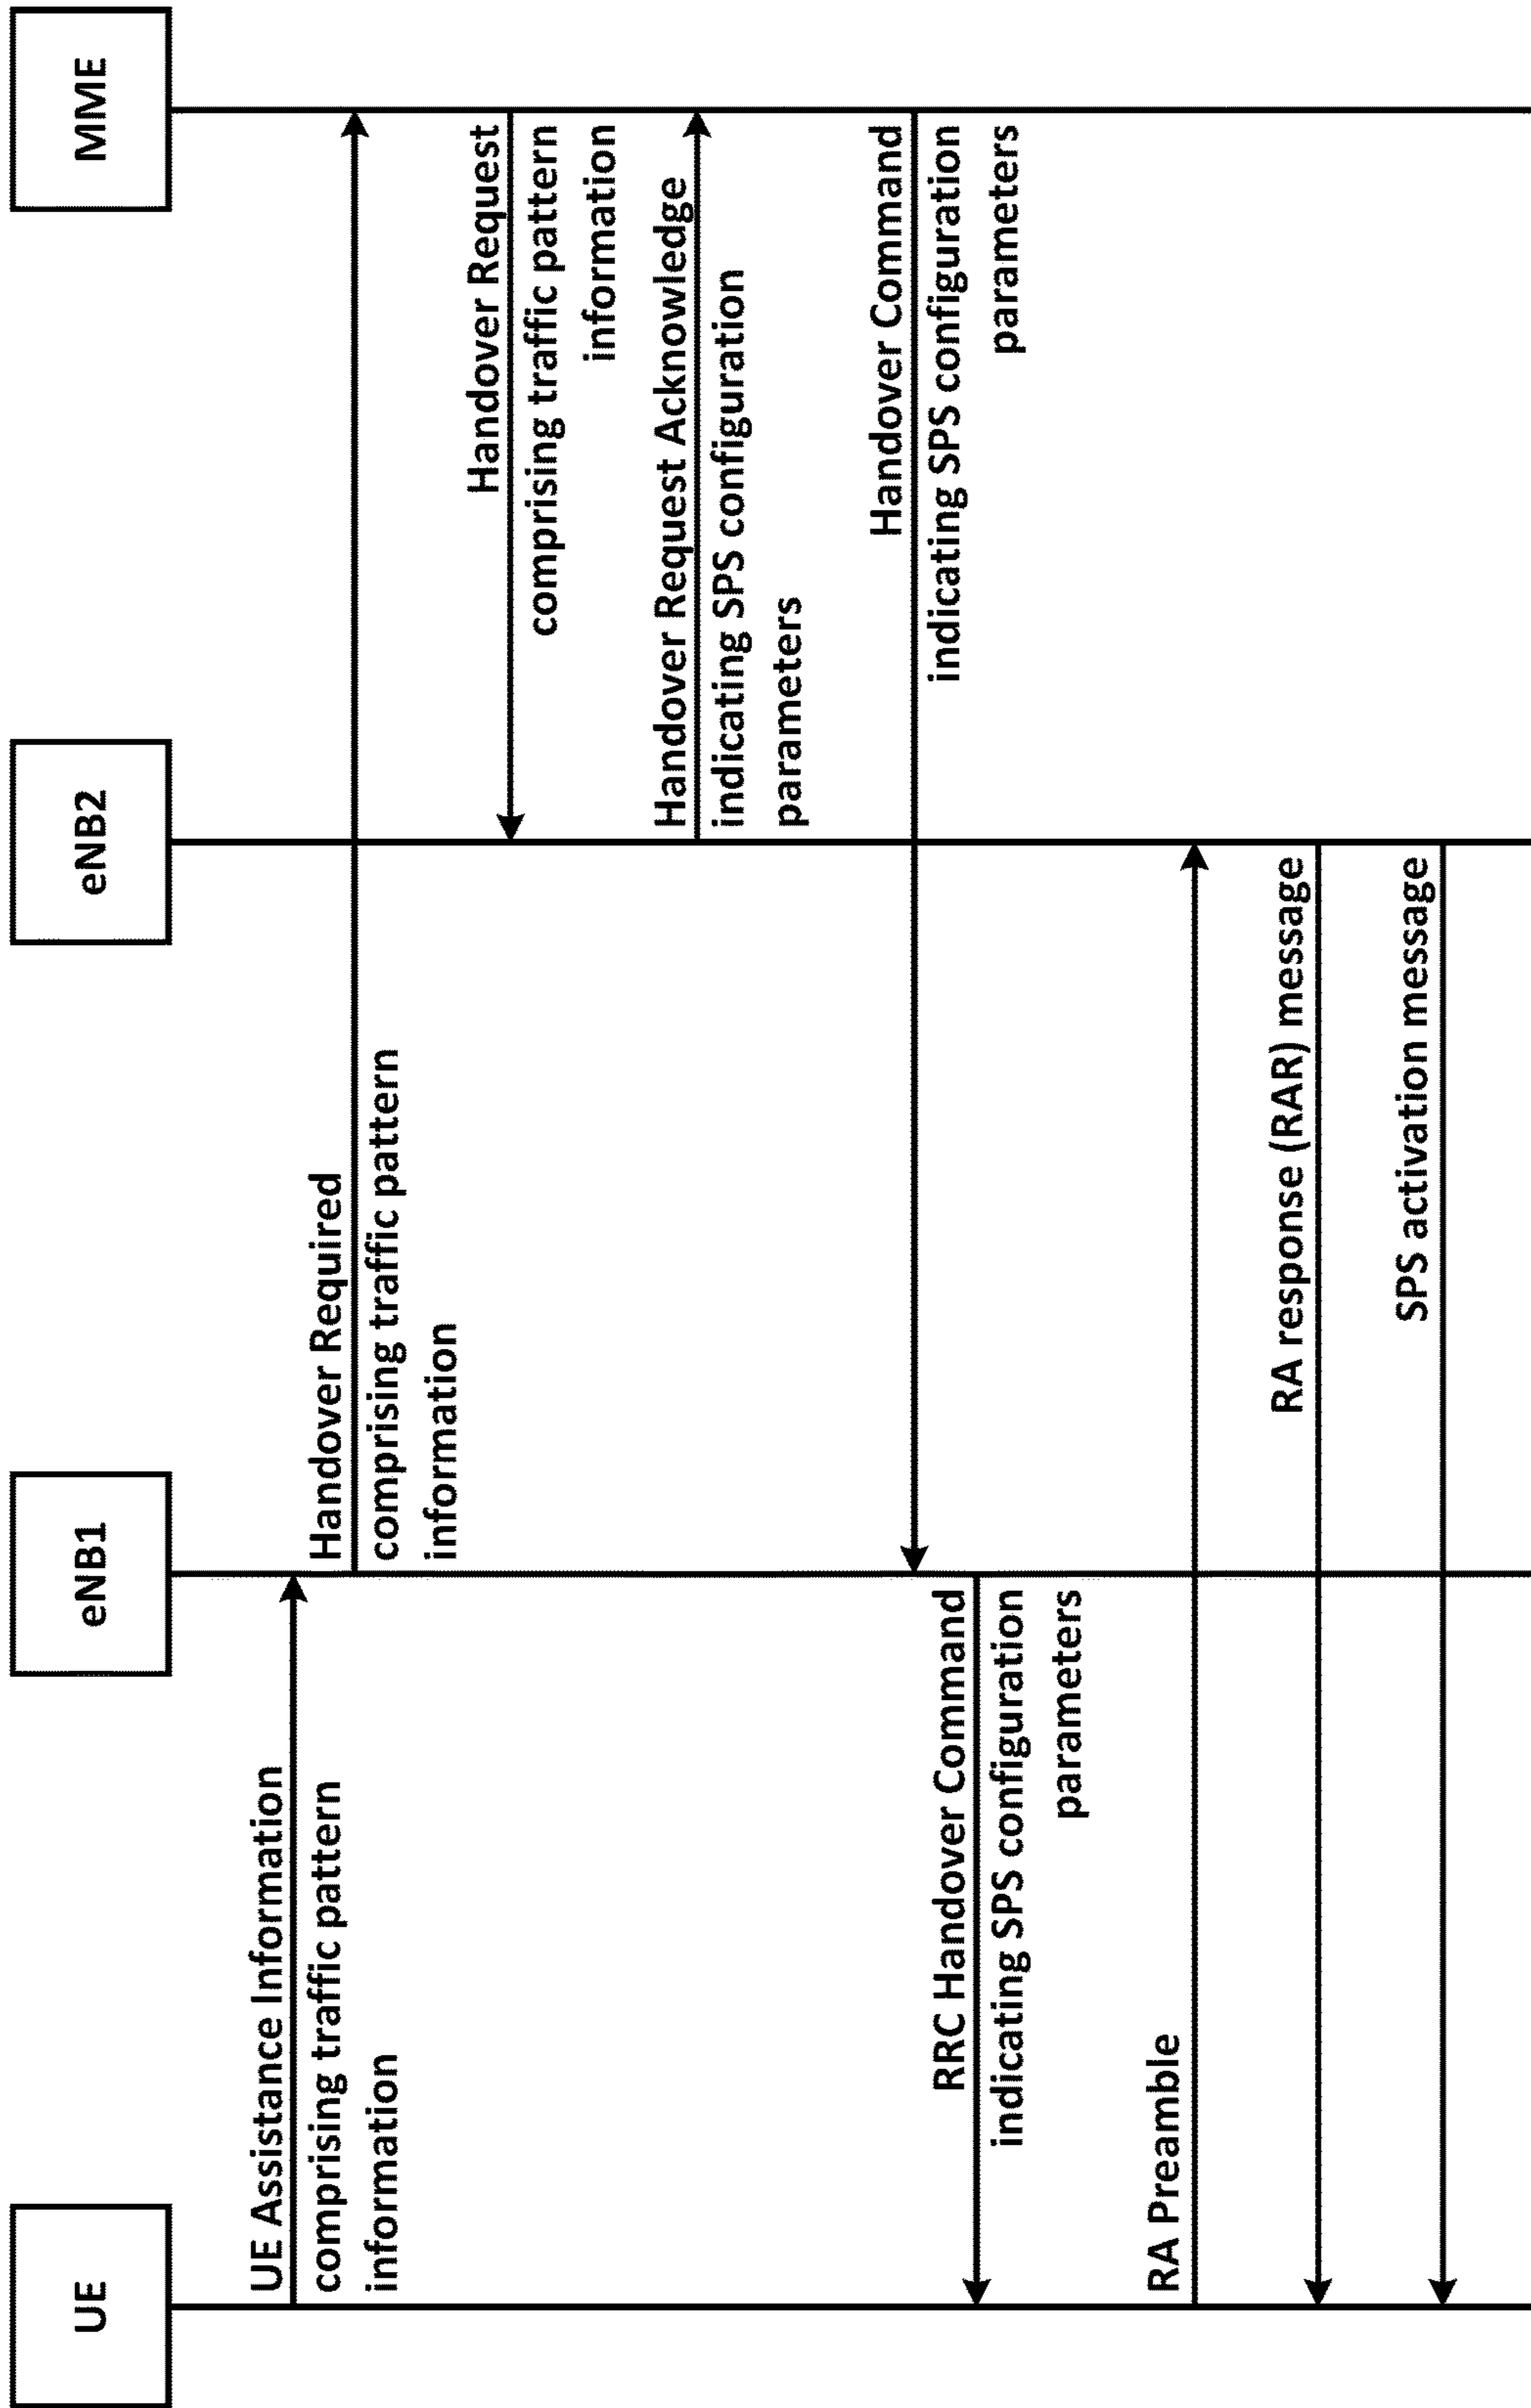 UE
eNB1
eNB2
MME
UE Assistance Information
comprising traffic pattern
information
Handover Required
comprising traffic pattern
information
Handover Request
comprising traffic pattern
information
Handover Request Acknowledge
indicating SPS configuration
parameters
Handover Command
indicating SPS configuration
parameters
RRC Handover Command
indicating SPS configuration
parameters
RA Preamble
RA response (RAR) message
SPS activation message